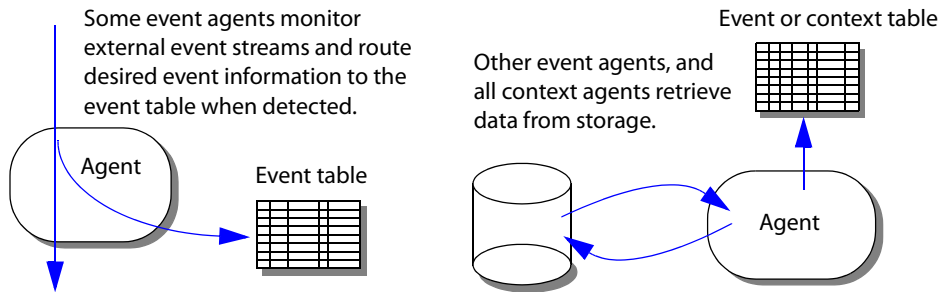 Some event agents monitor
external event streams and route
desired event information to the
event table when detected.
Agent
Event table
Event or context table
Other event agents, and
all context agents retrieve
data from storage.
Agent